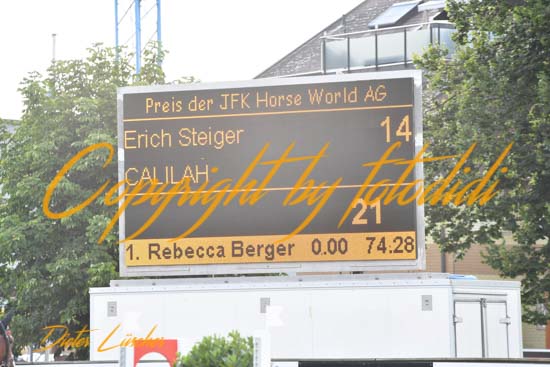 Preis der JFK Horse World AG
Erich Steiger 14
CALILAH
Copyright by fotodidi
21
1. Rebecca Berger 0.00 74.28
Dieter